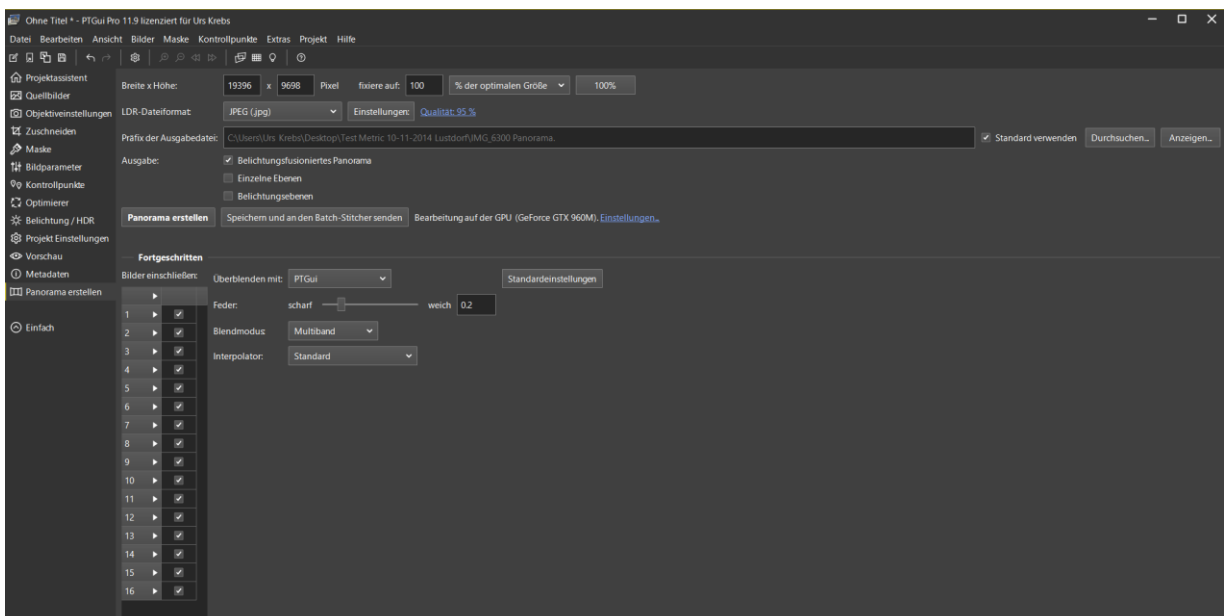 Ohne Titel * - PTGui Pro 11.9 lizenziert für Urs Krebs
Datei Bearbeiten Ansicht Bilder Maske Kontrollpunkte Extras Projekt Hilfe
Projektassistent
Quellbilder
Objektiveinstellungen
Zuschneiden
Maske
Bildparameter
Kontrollpunkte
Optimierer
Belichtung / HDR
Projekt Einstellungen
Vorschau
Metadaten
Panorama erstellen
Einfach
Breite x Höhe: 19396 x 9698 Pixel fixiere auf: 100 % der optimalen Größe 100%
LDR-Dateiformat: JPEG (.jpg) Einstellungen: Qualität: 95 %
Präfix der Ausgabedatei: C:\Users\Urs Krebs\Desktop\Test Metric 10-11-2014 Lustdorf\IMG_6300 Panorama. Standard verwenden Durchsuchen... Anzeigen...
Ausgabe: Belichtungsfusioniertes Panorama
Einzelne Ebenen
Belichtungsebenen
Panorama erstellen Speichern und an den Batch-Stitcher senden Bearbeitung auf der GPU (GeForce GTX 960M). Einstellungen...
Fortgeschritten
Bilder einschließen: Überblenden mit: PTGui Standardeinstellungen
Feder: scharf weich 0.2
Blendmodus: Multiband
Interpolator: Standard
1
2
3
4
5
6
7
8
9
10
11
12
13
14
15
16